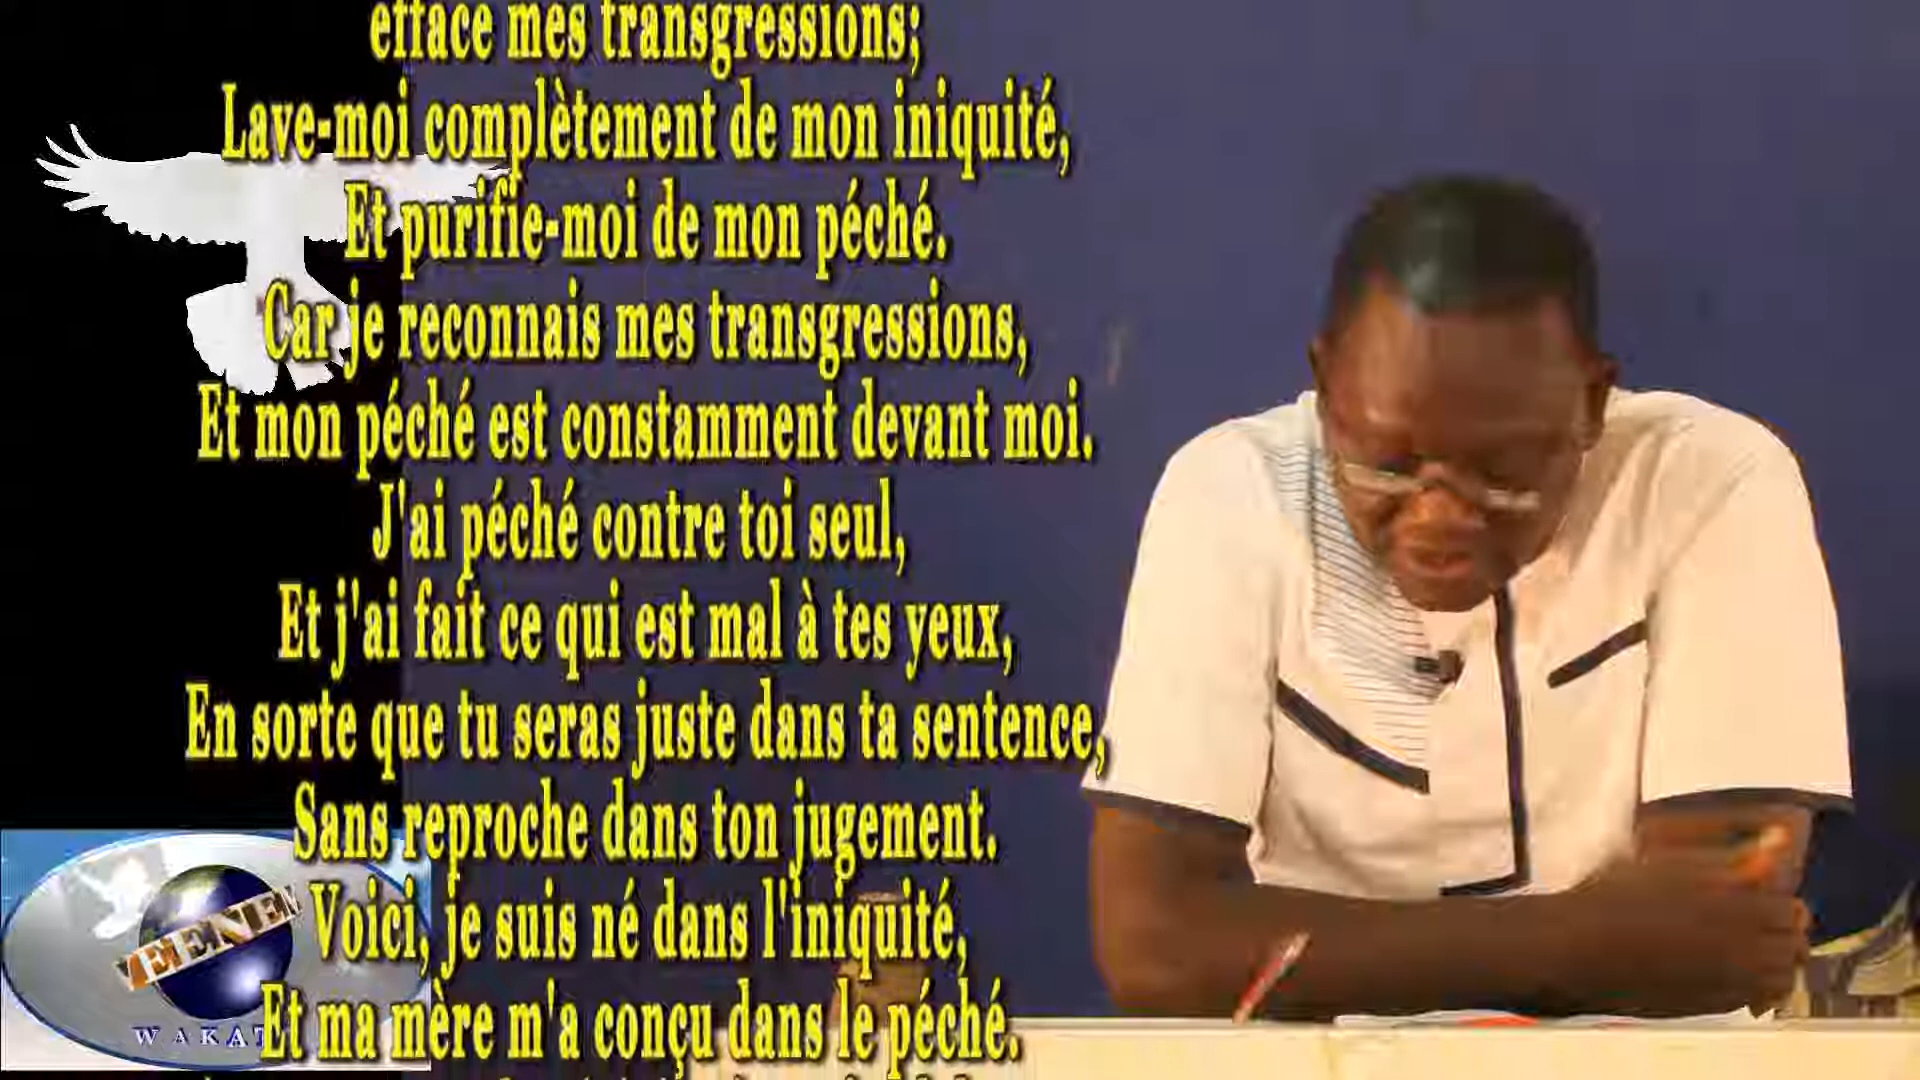 efface mes transgressions;
Lave-moi complètement de mon iniquité,
Et purifie-moi de mon péché.
Car je reconnais mes transgressions,
Et mon péché est constamment devant moi.
J'ai péché contre toi seul,
Et j'ai fait ce qui est mal à tes yeux,
En sorte que tu seras juste dans ta sentence,
Sans reproche dans ton jugement.
Voici, je suis né dans l'iniquité,
Et ma mère m'a conçu dans le péché.